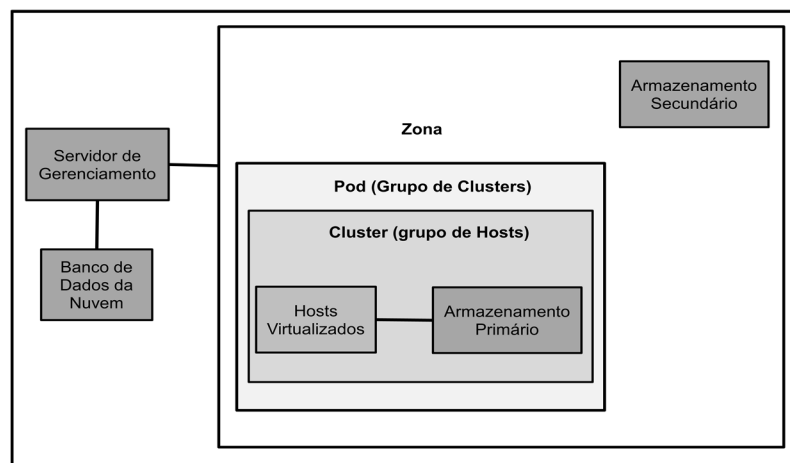 Armazenamento
Secundário
Zona
Servidor de
Gerenciamento
Pod (Grupo de Clusters)
Cluster (grupo de Hosts)
Banco de
Dados da
Nuvem
Hosts
Virtualizados
Armazenamento
Primário